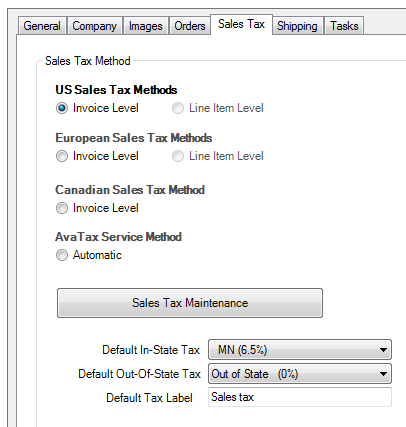 General Company Images Orders Sales Tax Shipping Tasks
Sales Tax Method
US Sales Tax Methods
Invoice Level Line Item Level
European Sales Tax Methods
Invoice Level Line Item Level
Canadian Sales Tax Method
Invoice Level
AvaTax Service Method
Automatic
Sales Tax Maintenance
Default In-State Tax MN (6.5%)
Default Out-Of-State Tax Out of State (0%)
Default Tax Label Sales tax